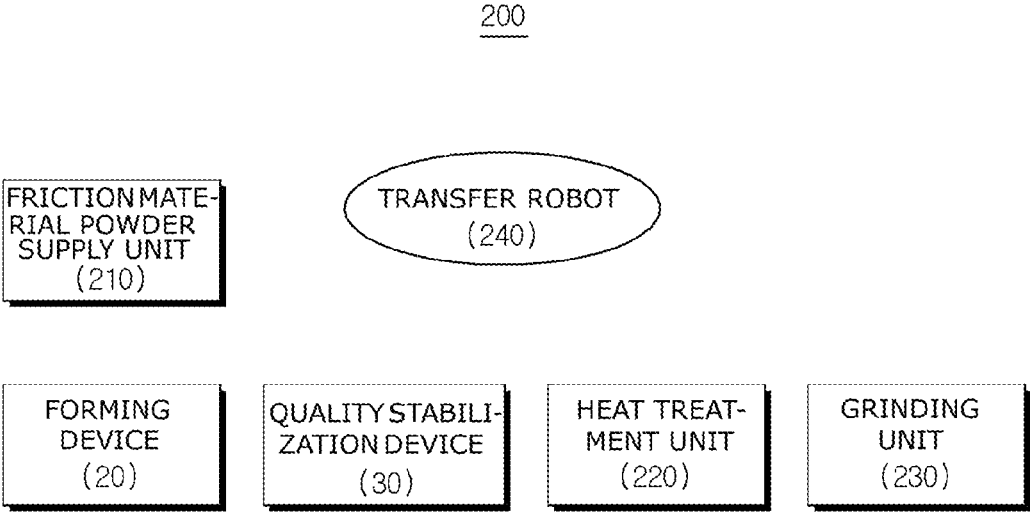 200
FRICTION MATE-
RIAL POWDER
SUPPLY UNIT
(210)
TRANSFER ROBOT
(240)
FORMING
DEVICE
(20)
QUALITY STABILI-
ZATION DEVICE
(30)
HEAT TREAT-
MENT UNIT
(220)
GRINDING
UNIT
(230)